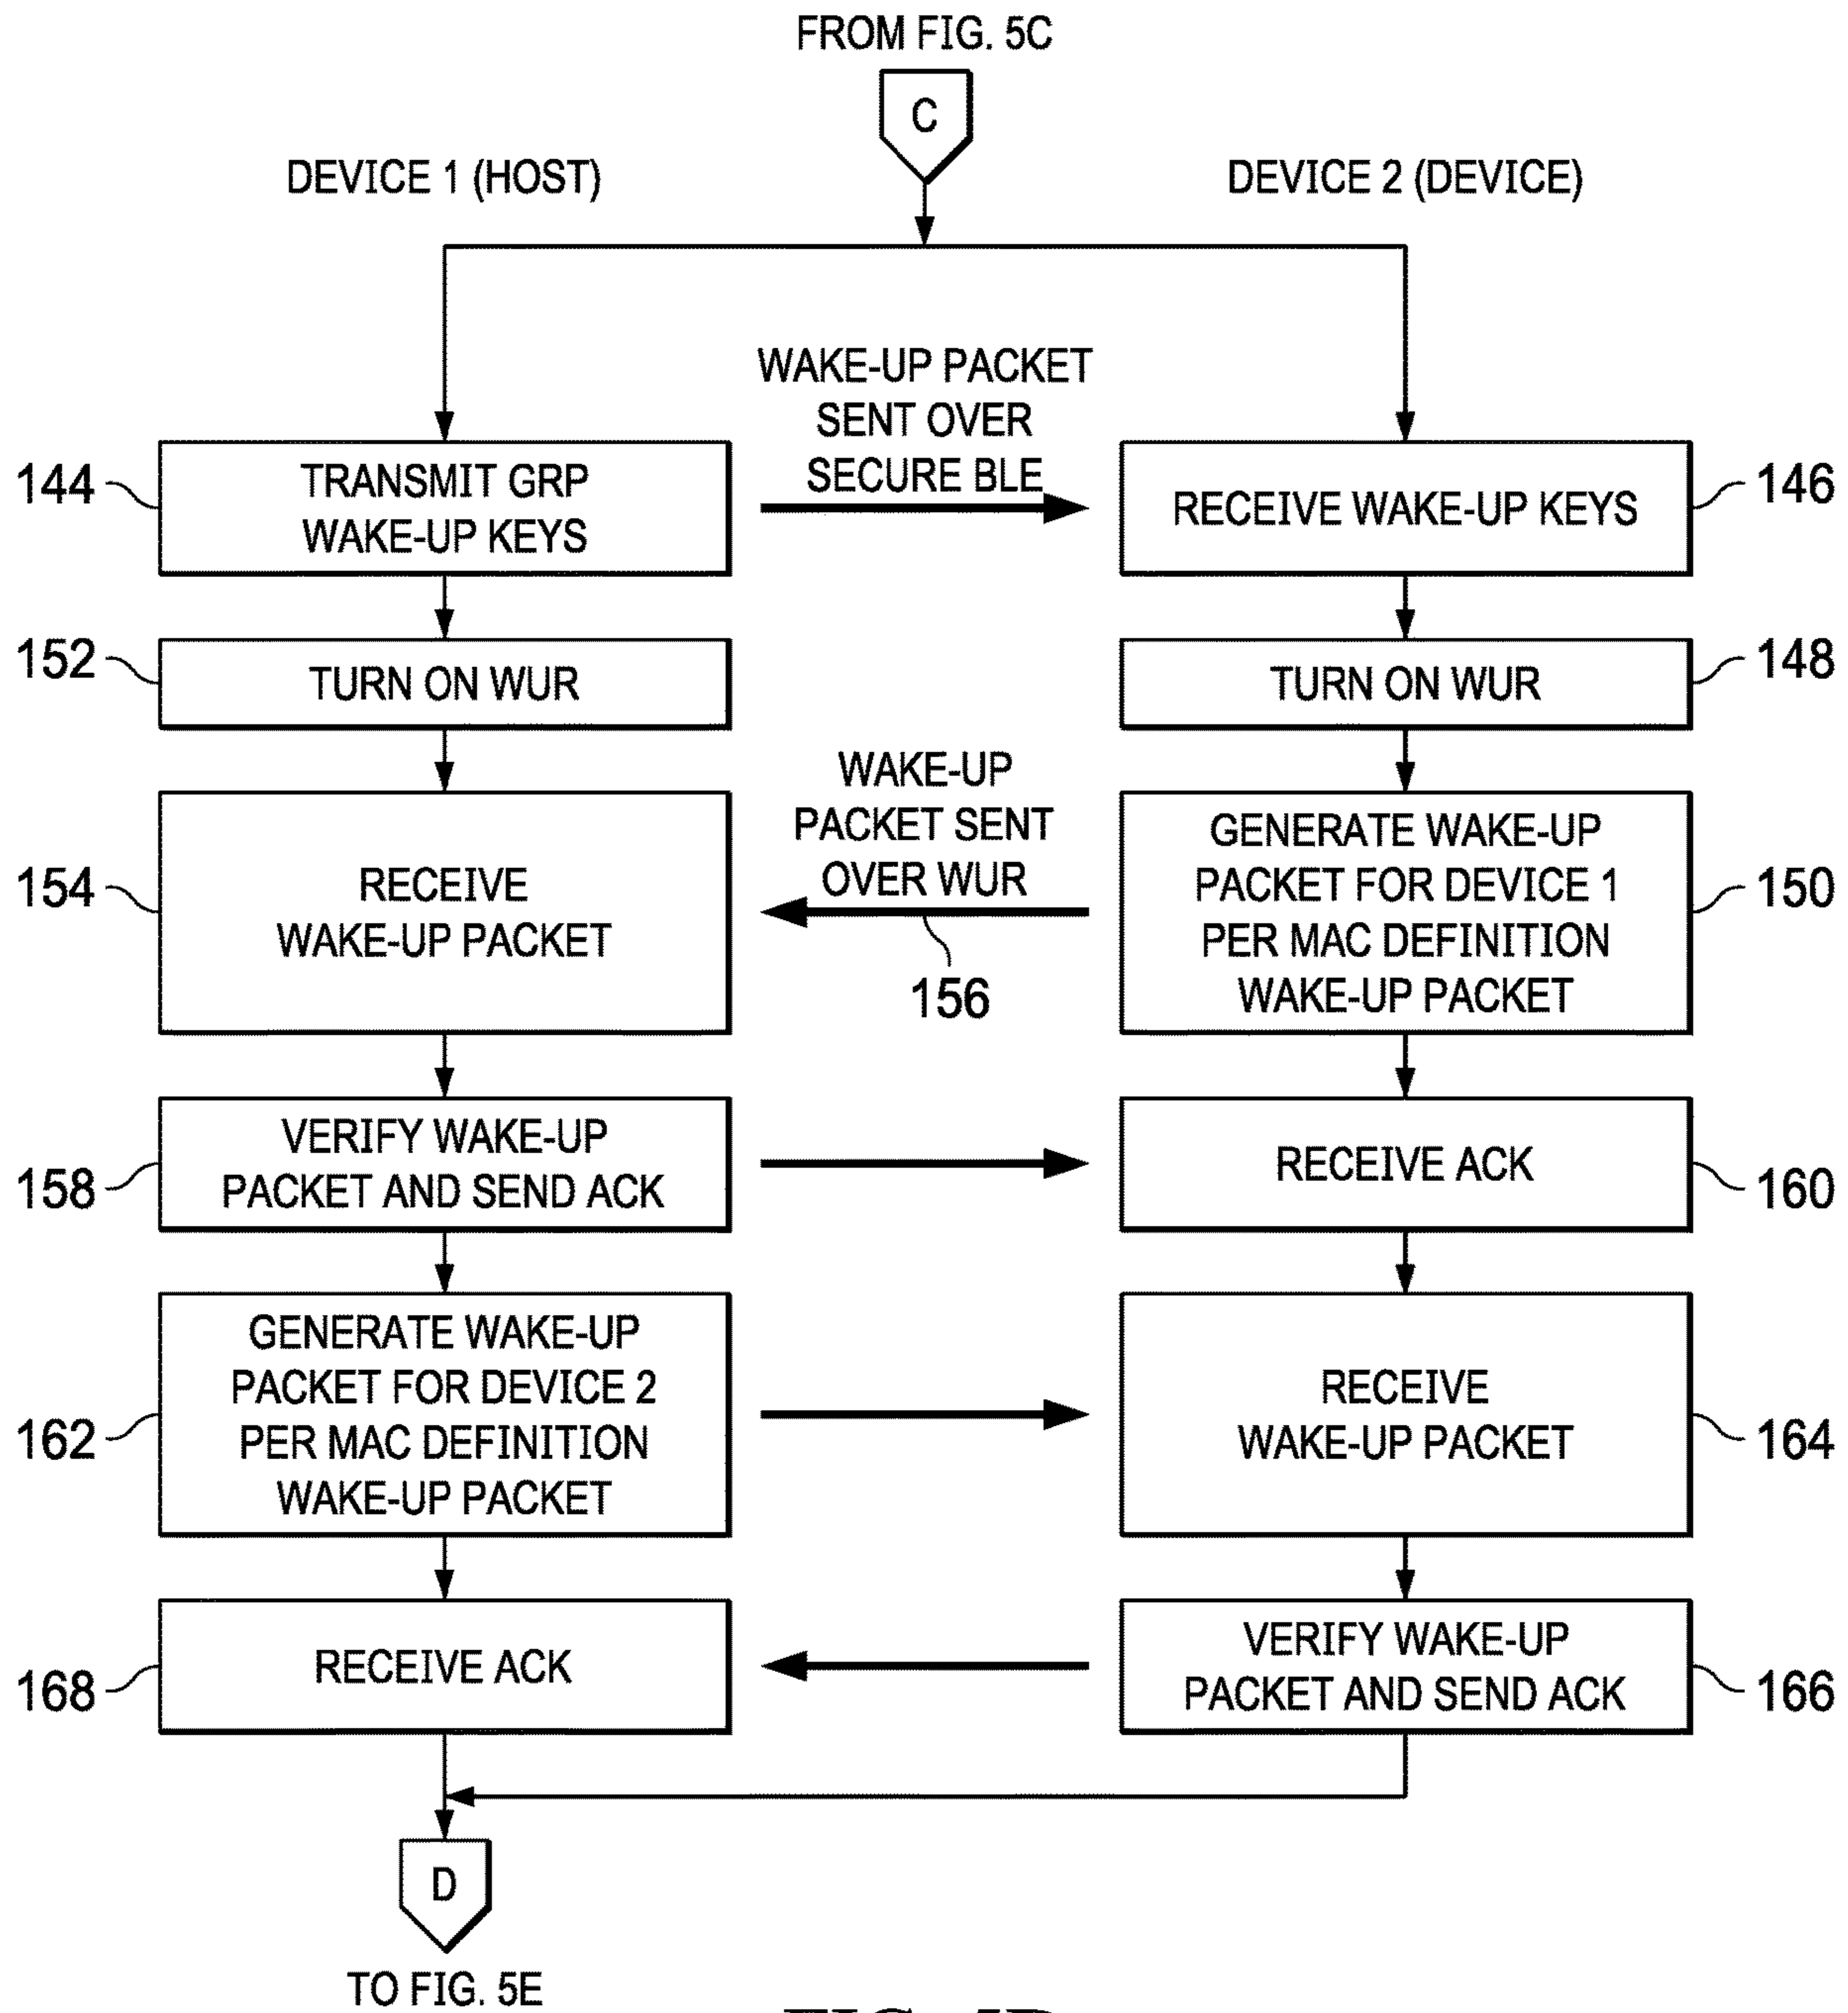 FROM FIG. 5C
C
DEVICE 1 (HOST)
DEVICE 2 (DEVICE)
WAKE-UP PACKET
SENT OVER
SECURE BLE
144
TRANSMIT GRP
WAKE-UP KEYS
RECEIVE WAKE-UP KEYS
146
152
TURN ON WUR
TURN ON WUR
148
WAKE-UP
PACKET SENT
OVER WUR
156
154
RECEIVE
WAKE-UP PACKET
GENERATE WAKE-UP
PACKET FOR DEVICE 1
PER MAC DEFINITION
WAKE-UP PACKET
150
158
VERIFY WAKE-UP
PACKET AND SEND ACK
RECEIVE ACK
160
162
GENERATE WAKE-UP
PACKET FOR DEVICE 2
PER MAC DEFINITION
WAKE-UP PACKET
RECEIVE
WAKE-UP PACKET
164
168
RECEIVE ACK
VERIFY WAKE-UP
PACKET AND SEND ACK
166
D
TO FIG. 5E